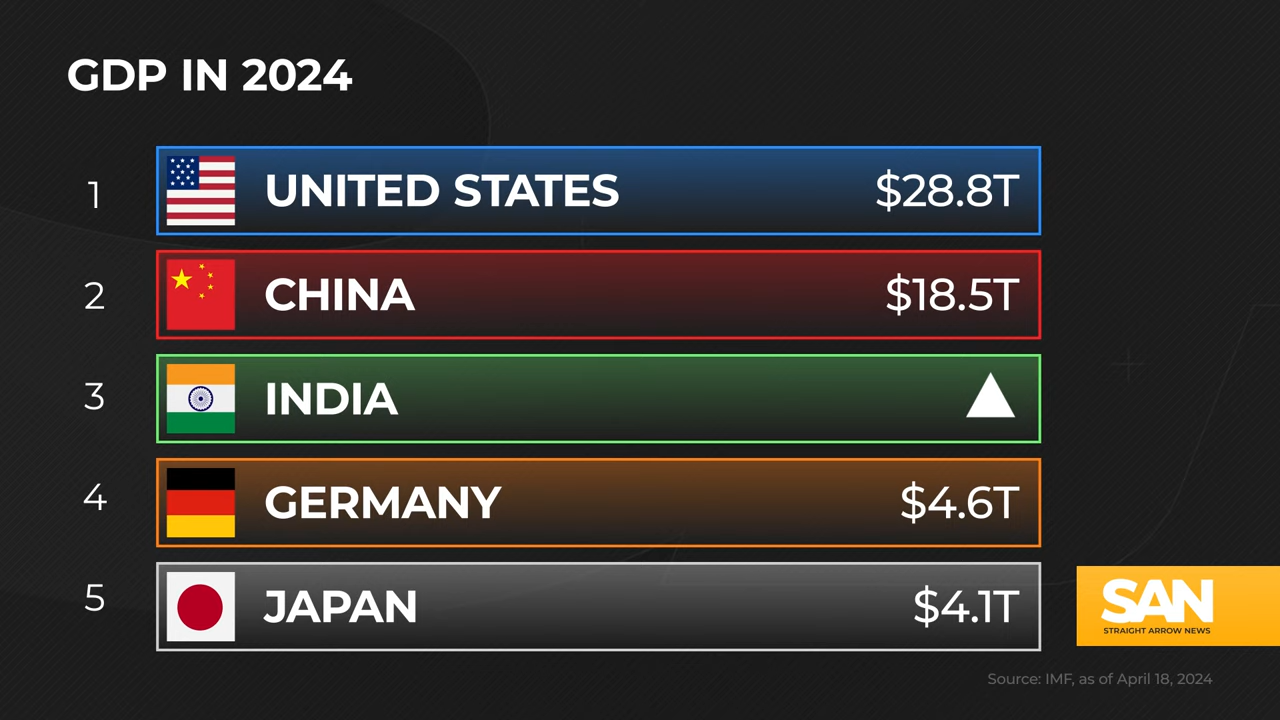 GDP IN 2024
1 UNITED STATES $28.8T
2 CHINA $18.5T
3 INDIA
4 GERMANY $4.6T
5 JAPAN $4.1T
SAN
STRAIGHT ARROW NEWS
Source: IMF, as of April 18, 2024